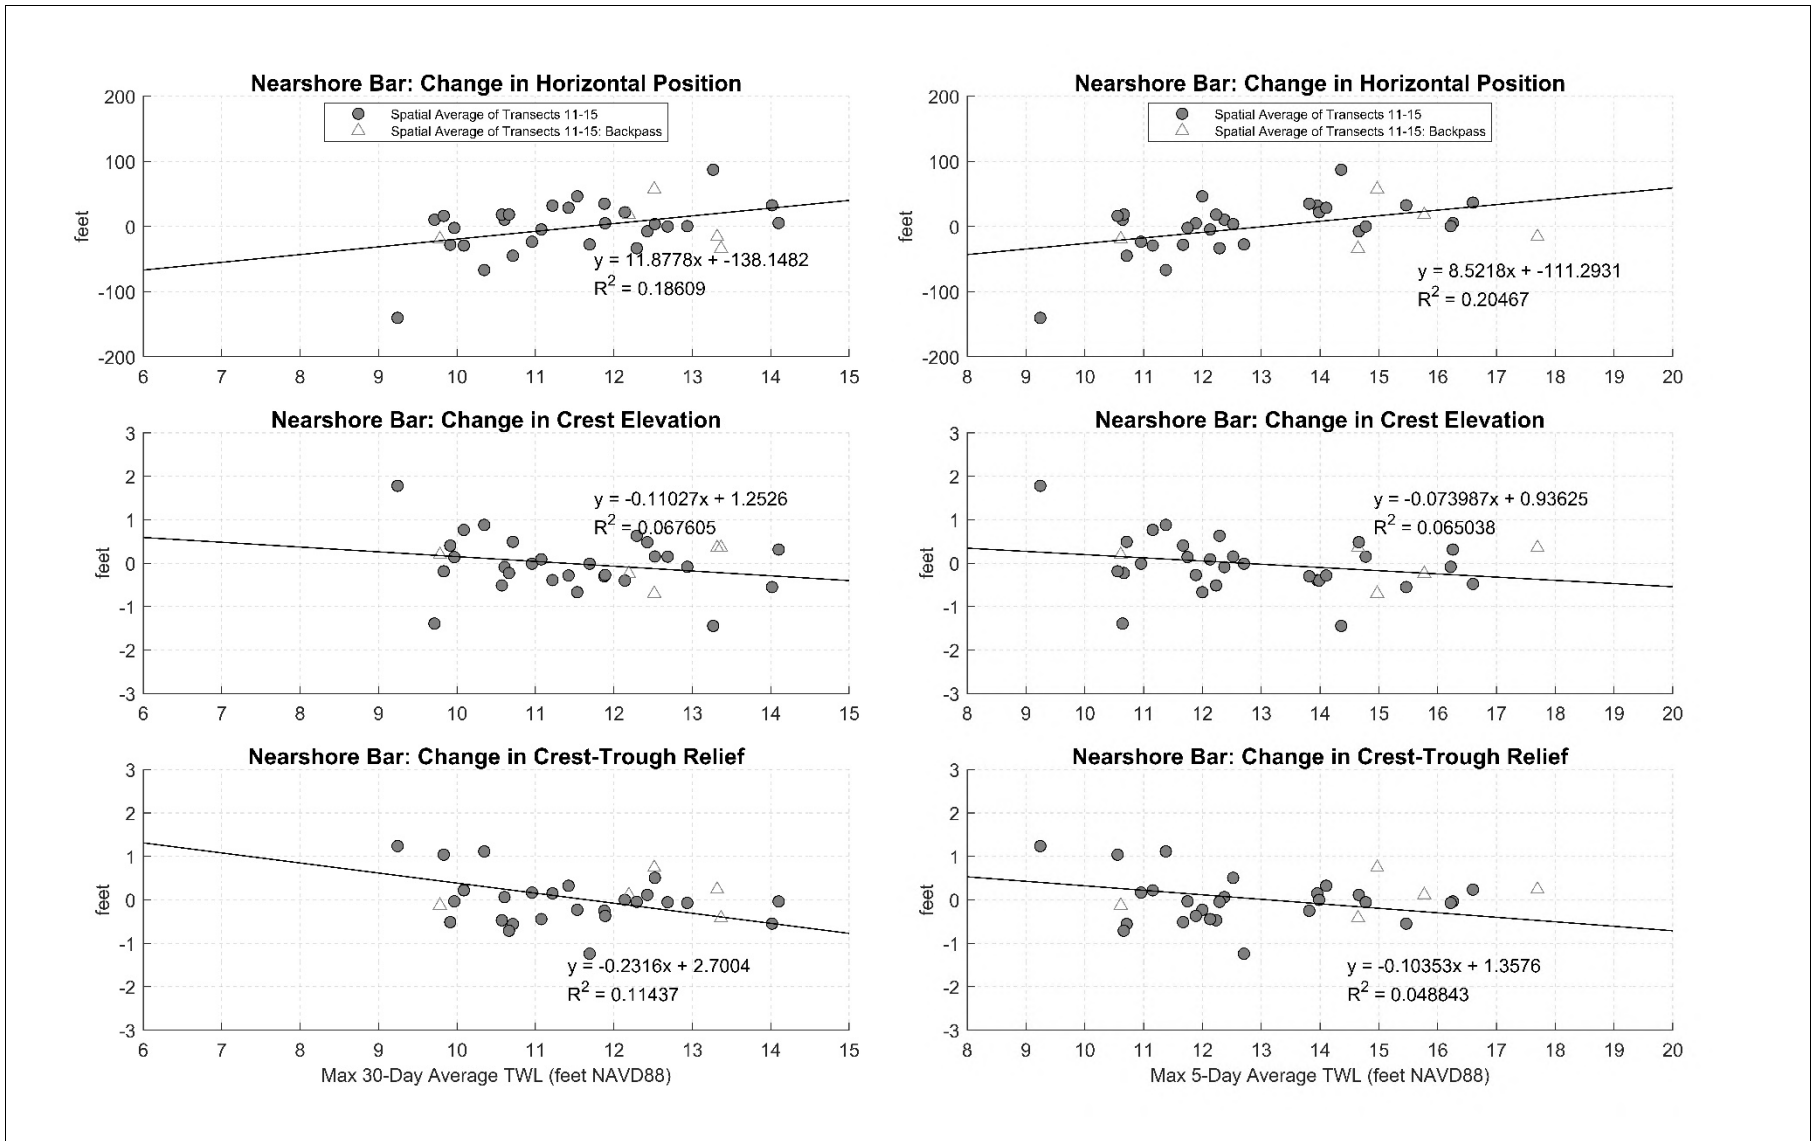 Nearshore Bar: Change in Horizontal Position
Spatial Average of Transects 11-15
Spatial Average of Transects 11-15: Backpass
200
100
0
-100
-200
feet
y = 11.8778x + -138.1482
R2 = 0.18609
6 7 8 9 10 11 12 13 14 15
Nearshore Bar: Change in Horizontal Position
Spatial Average of Transects 11-15
Spatial Average of Transects 11-15: Backpass
200
100
0
-100
-200
feet
y = 8.5218x + -111.2931
R2 = 0.20467
8 9 10 11 12 13 14 15 16 17 18 19 20
Nearshore Bar: Change in Crest Elevation
3
2
1
0
-1
-2
-3
feet
y = -0.11027x + 1.2526
R2 = 0.067605
6 7 8 9 10 11 12 13 14 15
Nearshore Bar: Change in Crest Elevation
3
2
1
0
-1
-2
-3
feet
y = -0.073987x + 0.93625
R2 = 0.065038
8 9 10 11 12 13 14 15 16 17 18 19 20
Nearshore Bar: Change in Crest-Trough Relief
3
2
1
0
-1
-2
-3
feet
y = -0.2316x + 2.7004
R2 = 0.11437
6 7 8 9 10 11 12 13 14 15
Max 30-Day Average TWL (feet NAVD88)
Nearshore Bar: Change in Crest-Trough Relief
3
2
1
0
-1
-2
-3
feet
y = -0.10353x + 1.3576
R2 = 0.048843
8 9 10 11 12 13 14 15 16 17 18 19 20
Max 5-Day Average TWL (feet NAVD88)